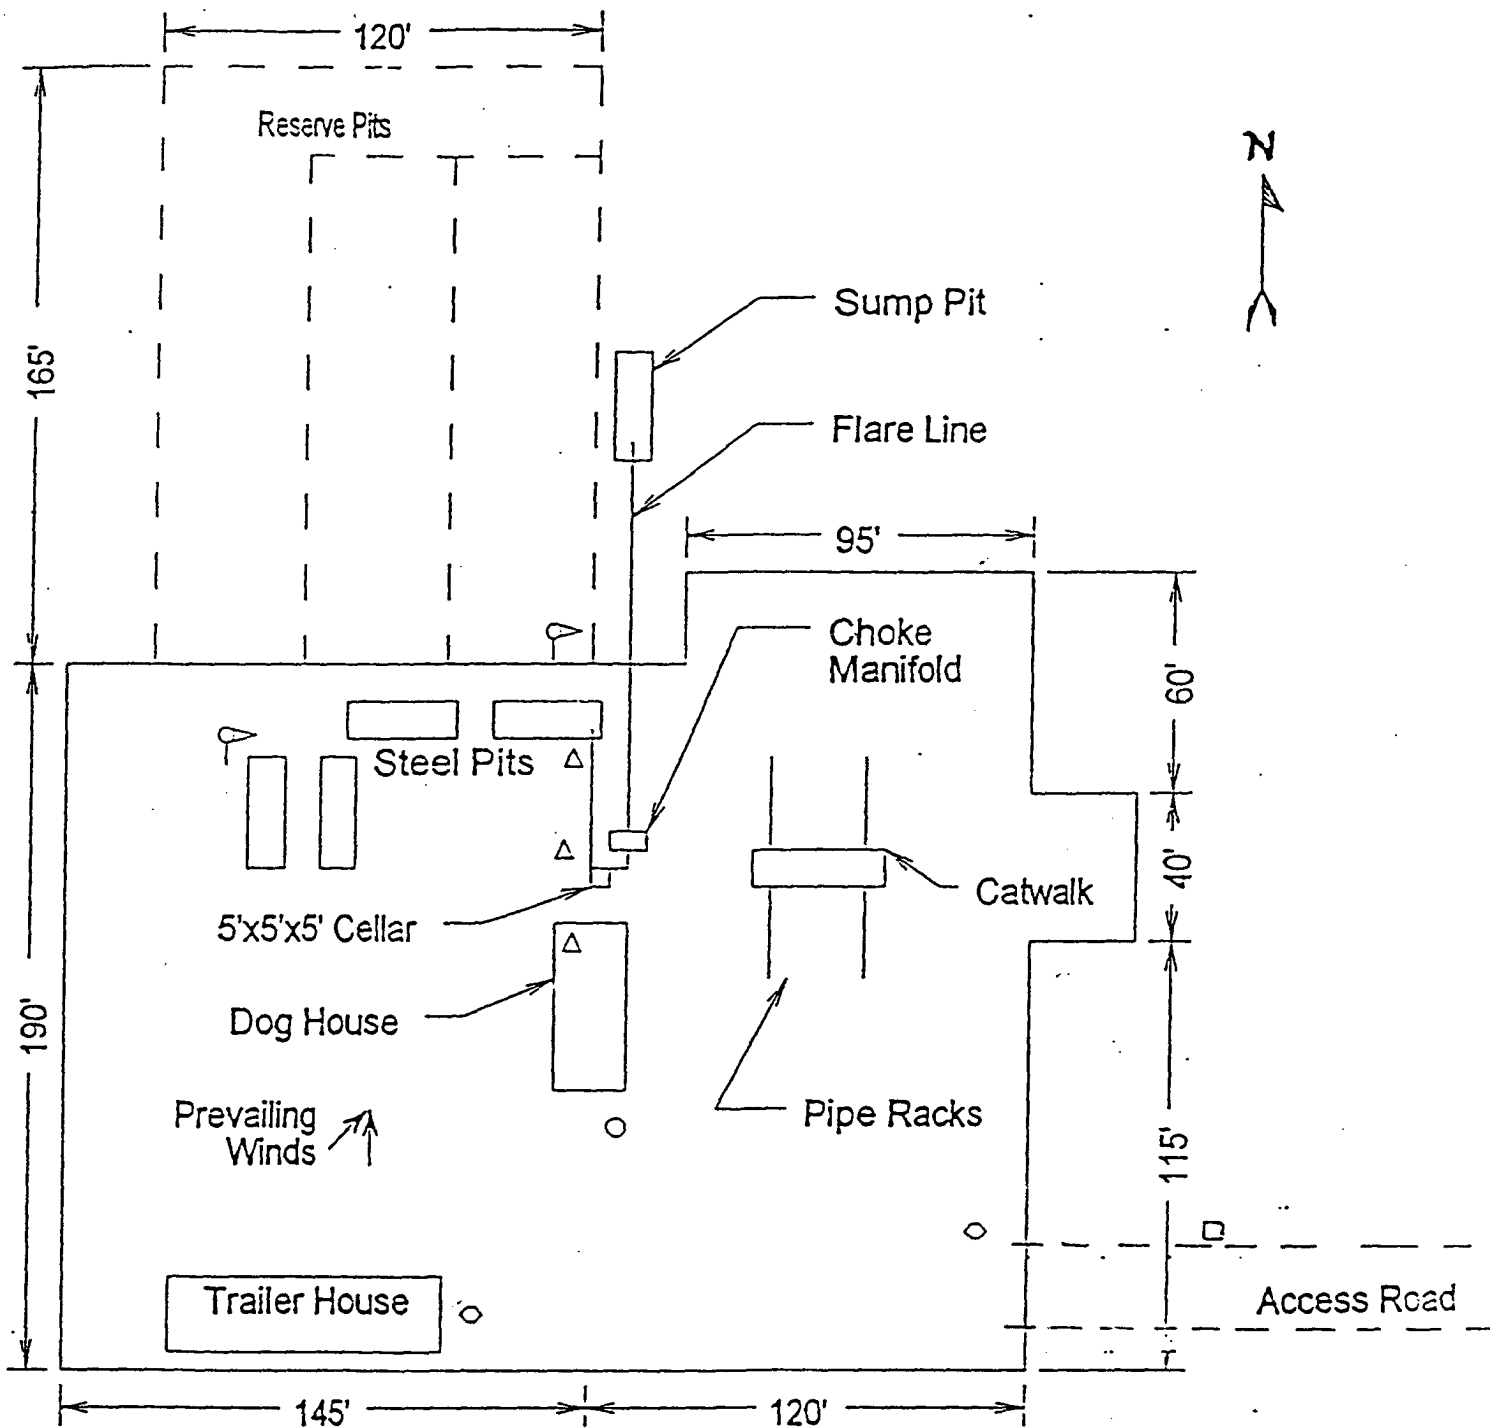 120'
Reserve Pits
N
165'
Sump Pit
Flare Line
95'
Choke
Manifold
60'
Steel Pits
40'
Catwalk
5'x5'x5' Cellar
190'
Dog House
Prevailing
Winds
Pipe Racks
115'
Trailer House
Access Road
145'
120'